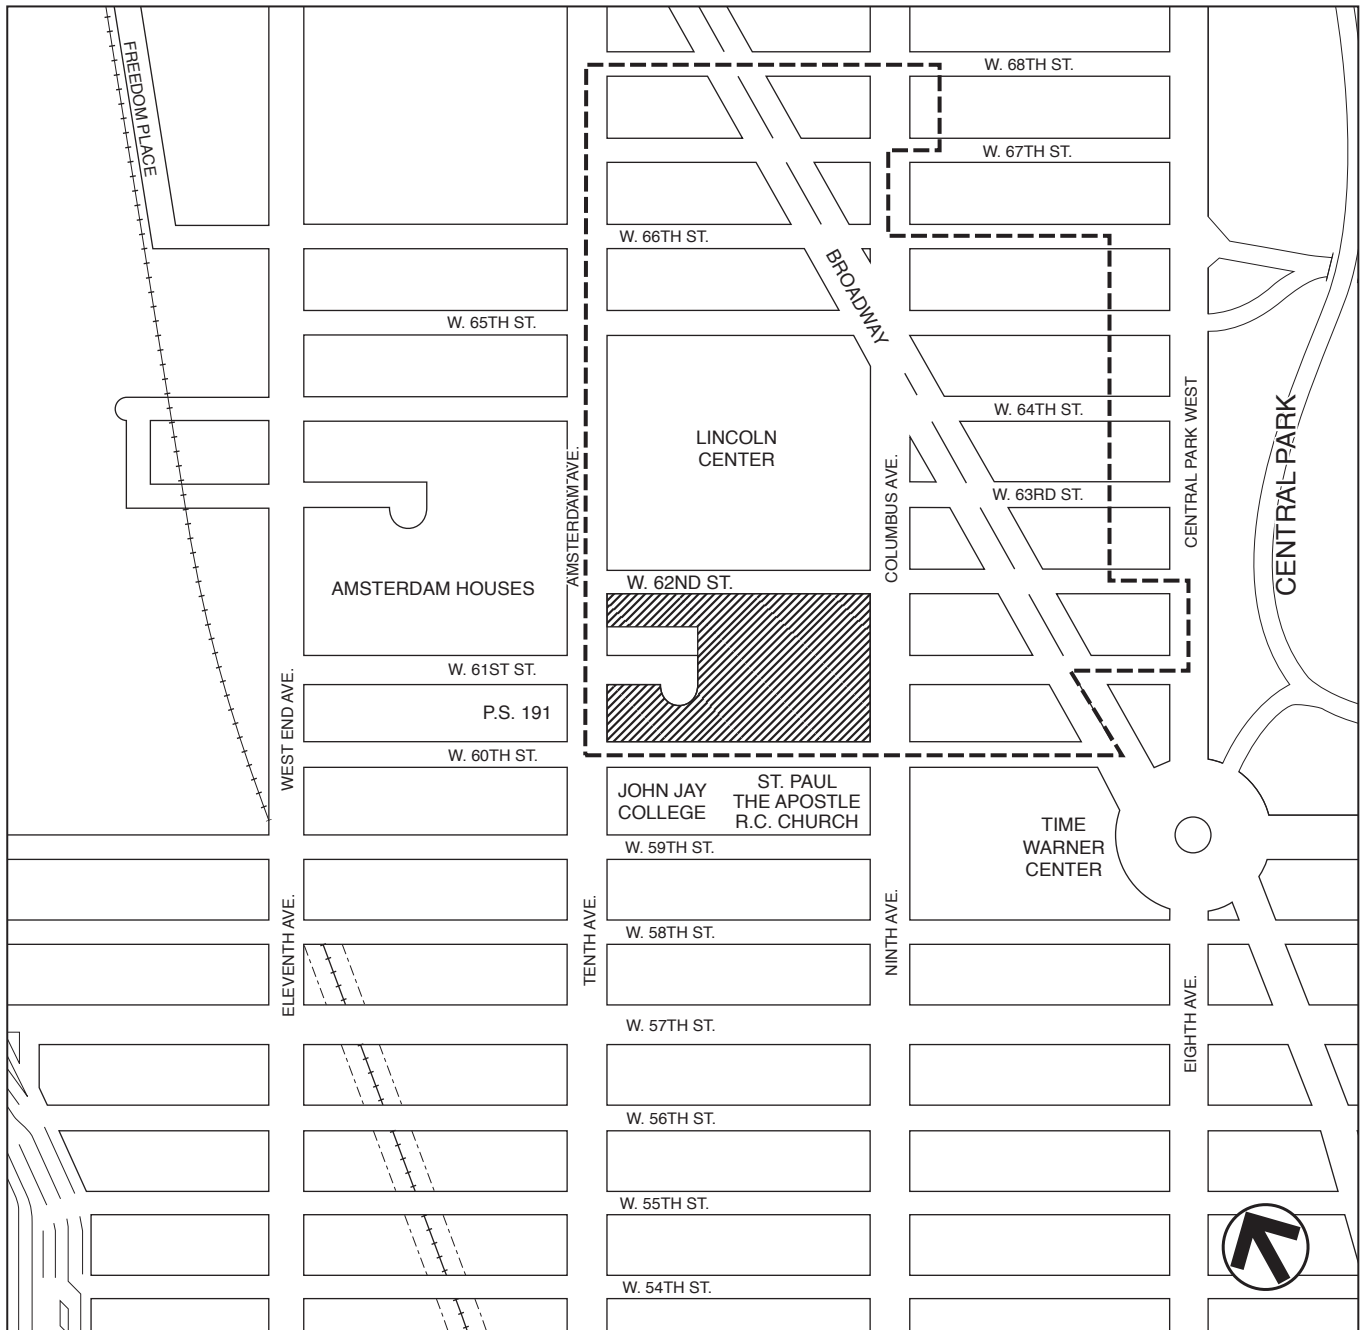 FREEDOM PLACE
W. 68TH ST.
W. 67TH ST.
W. 66TH ST.
BROADWAY
W. 65TH ST.
W. 64TH ST.
CENTRAL PARK WEST
CENTRAL PARK
LINCOLN
CENTER
AMSTERDAM AVE.
COLUMBUS AVE.
W. 63RD ST.
AMSTERDAM HOUSES
W. 62ND ST.
W. 61ST ST.
WEST END AVE.
P.S. 191
W. 60TH ST.
JOHN JAY
COLLEGE
ST. PAUL
THE APOSTLE
R.C. CHURCH
TIME
WARNER
CENTER
W. 59TH ST.
ELEVENTH AVE.
TENTH AVE.
NINTH AVE.
W. 58TH ST.
EIGHTH AVE.
W. 57TH ST.
W. 56TH ST.
W. 55TH ST.
W. 54TH ST.